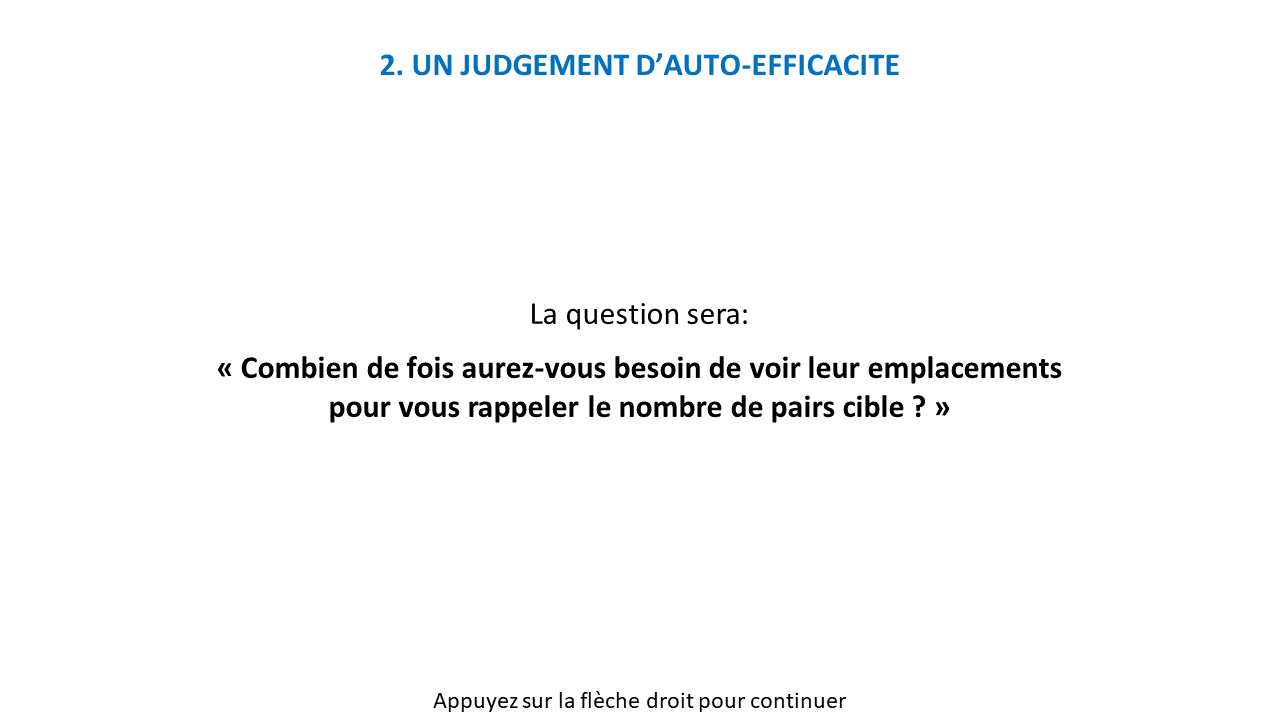 2. UN JUDGEMENT D’AUTO-EFFICACITE
La question sera:
« Combien de fois aurez-vous besoin de voir leur emplacements
pour vous rappeler le nombre de pairs cible ? »
Appuyez sur la flèche droit pour continuer